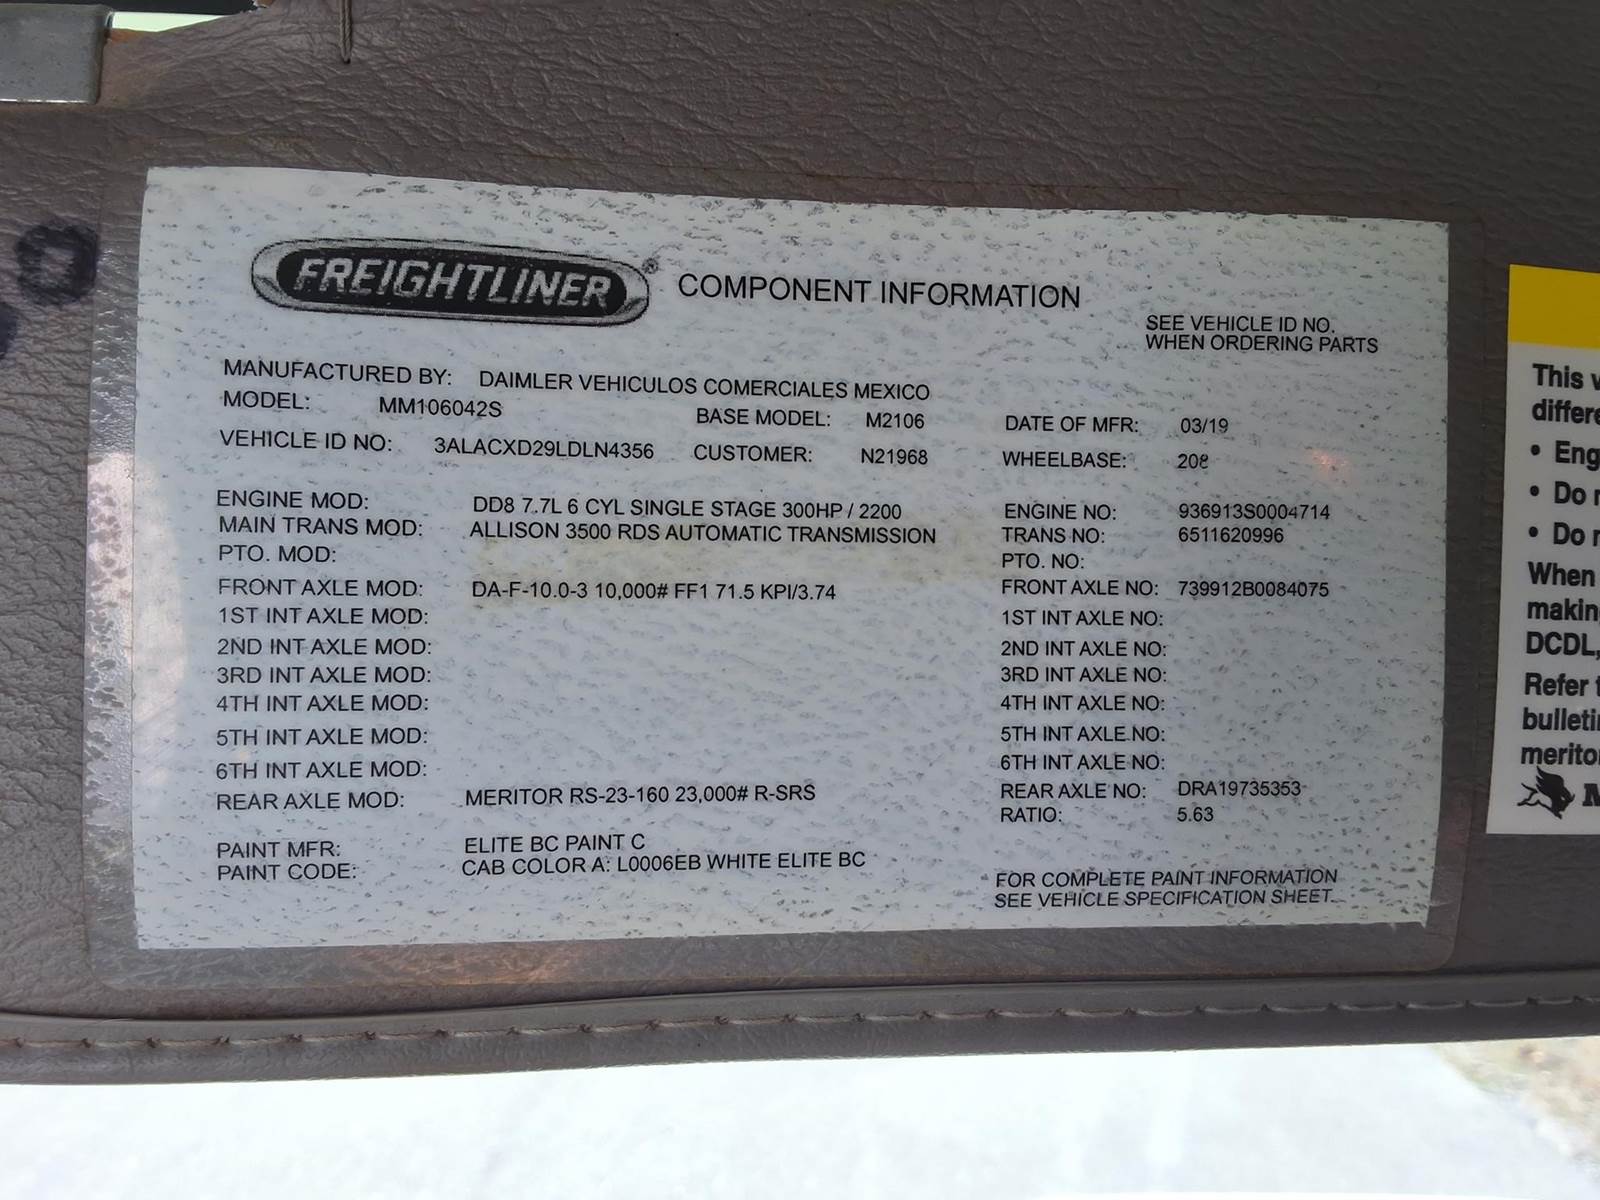 FREIGHTLINER® COMPONENT INFORMATION
SEE VEHICLE ID NO.
WHEN ORDERING PARTS
MANUFACTURED BY: DAIMLER VEHICULOS COMERCIALES MEXICO
MODEL: MM106042S BASE MODEL: M2106 DATE OF MFR: 03/19
VEHICLE ID NO: 3ALACXD29LDLN4356 CUSTOMER: N21968 WHEELBASE: 208
ENGINE MOD: DD8 7.7L 6 CYL SINGLE STAGE 300HP / 2200 ENGINE NO: 936913S0004714
MAIN TRANS MOD: ALLISON 3500 RDS AUTOMATIC TRANSMISSION TRANS NO: 6511620996
PTO. MOD: PTO. NO:
FRONT AXLE MOD: DA-F-10.0-3 10,000# FF1 71.5 KPI/3.74 FRONT AXLE NO: 739912B0084075
1ST INT AXLE MOD: 1ST INT AXLE NO:
2ND INT AXLE MOD: 2ND INT AXLE NO:
3RD INT AXLE MOD: 3RD INT AXLE NO:
4TH INT AXLE MOD: 4TH INT AXLE NO:
5TH INT AXLE MOD: 5TH INT AXLE NO:
6TH INT AXLE MOD: 6TH INT AXLE NO:
REAR AXLE MOD: MERITOR RS-23-160 23,000# R-SRS REAR AXLE NO: DRA19735353
RATIO: 5.63
PAINT MFR: ELITE BC PAINT C
PAINT CODE: CAB COLOR A: L0006EB WHITE ELITE BC
FOR COMPLETE PAINT INFORMATION
SEE VEHICLE SPECIFICATION SHEET.
This
• 
• Do
• Do
When
DCDL,
Refer